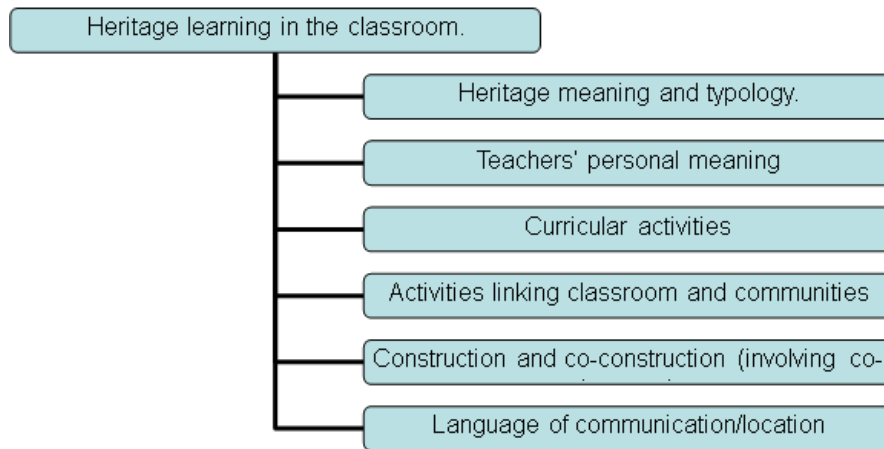 Heritage learning in the classroom.
Heritage meaning and typology.
Teachers' personal meaning
Curricular activities
Activities linking classroom and communities
Construction and co-construction (involving co-
Language of communication/location